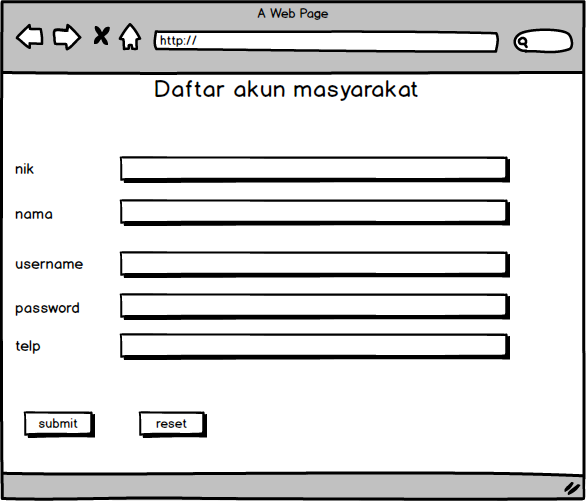 A Web Page
http://
Daftar akun masyarakat
nik
nama
username
password
telp
submit reset